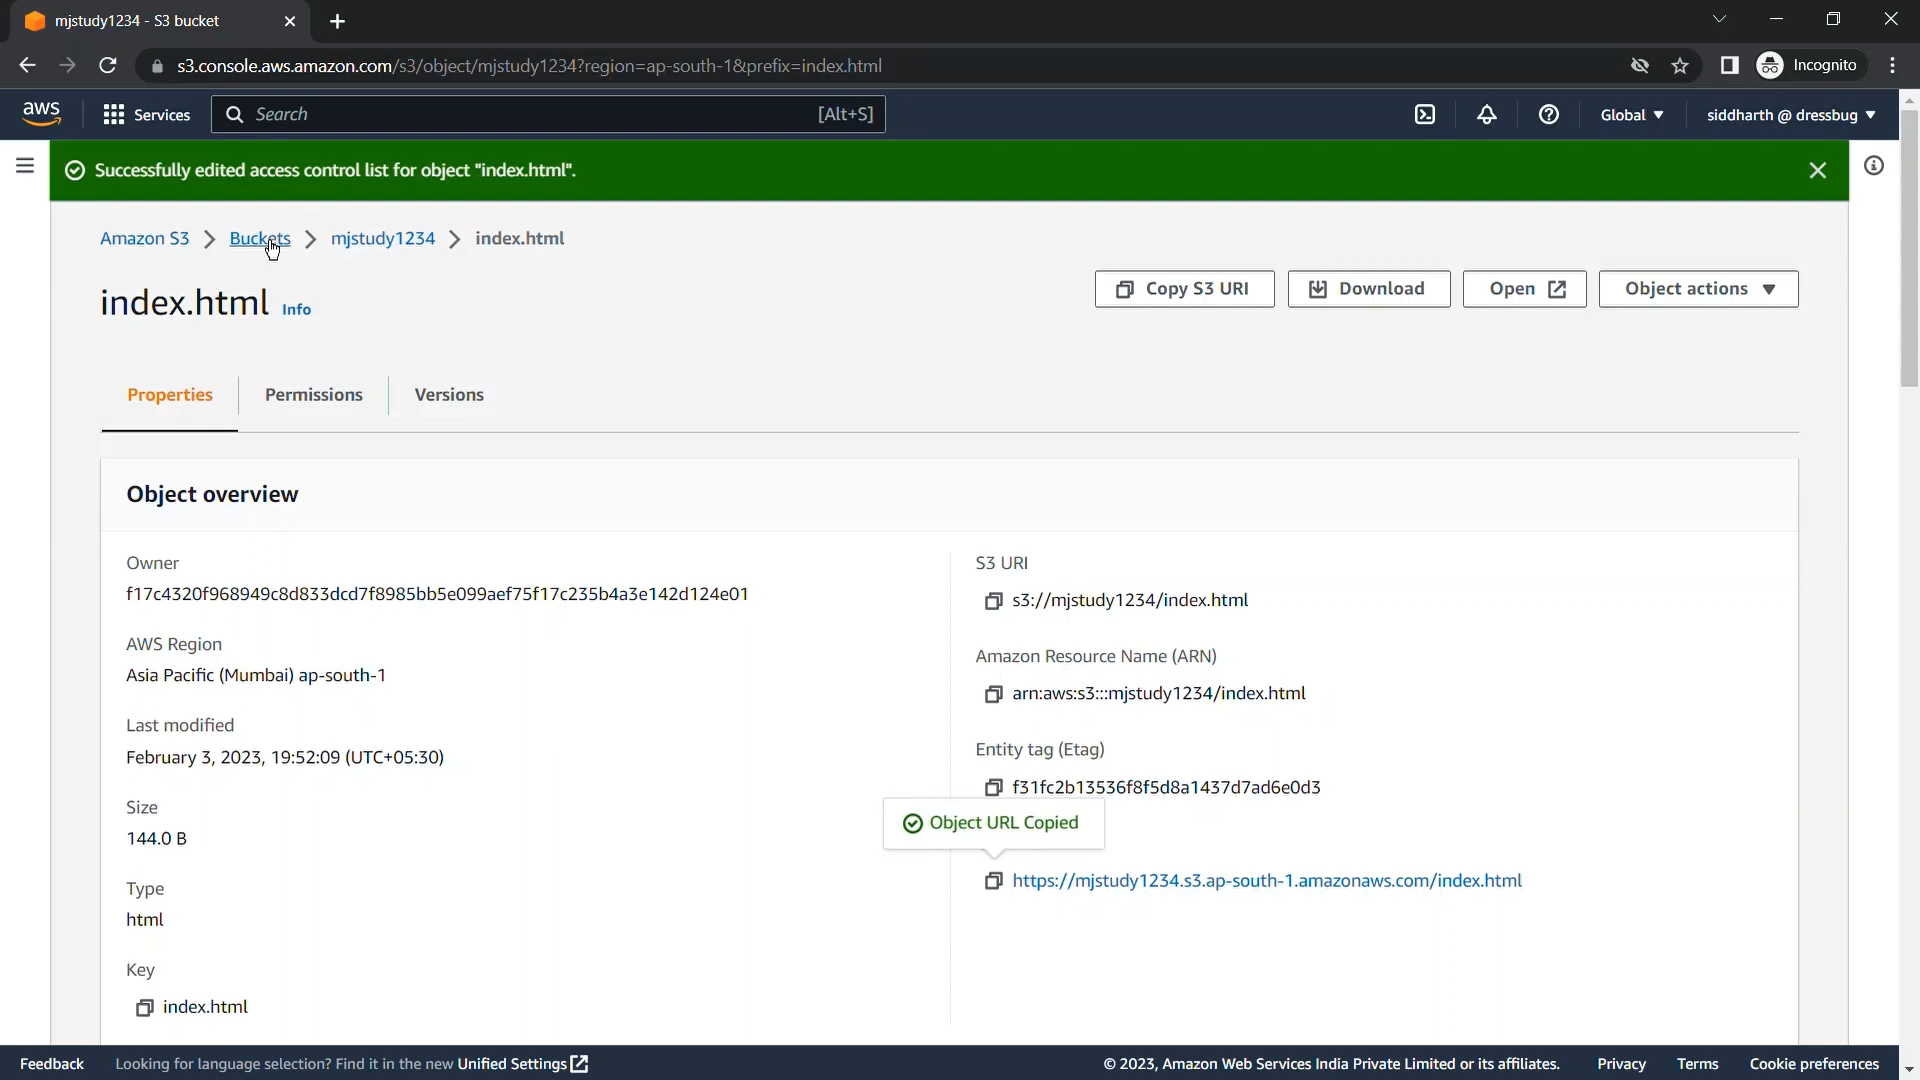 mjstudy1234 - S3 bucket
s3.console.aws.amazon.com/s3/object/mjstudy1234?region=ap-south-1&prefix=index.html
Incognito
aws
Services
Search
[Alt+S]
Global
siddharth @ dressbug
Successfully edited access control list for object "index.html".
Amazon S3 > Buckets > mjstudy1234 > index.html
index.html Info
Copy S3 URI
Download
Open
Object actions
Properties
Permissions
Versions
Object overview
Owner
f17c4320f968949c8d833dcd7f8985bb5e099aef75f17c235b4a3e142d124e01
AWS Region
Asia Pacific (Mumbai) ap-south-1
Last modified
February 3, 2023, 19:52:09 (UTC+05:30)
Size
144.0 B
Type
html
Key
index.html
S3 URI
s3://mjstudy1234/index.html
Amazon Resource Name (ARN)
arn:aws:s3:::mjstudy1234/index.html
Entity tag (Etag)
f31fc2b13536f8f5d8a1437d7ad6e0d3
Object URL Copied
https://mjstudy1234.s3.ap-south-1.amazonaws.com/index.html
Feedback
Looking for language selection? Find it in the new Unified Settings
© 2023, Amazon Web Services India Private Limited or its affiliates.
Privacy
Terms
Cookie preferences